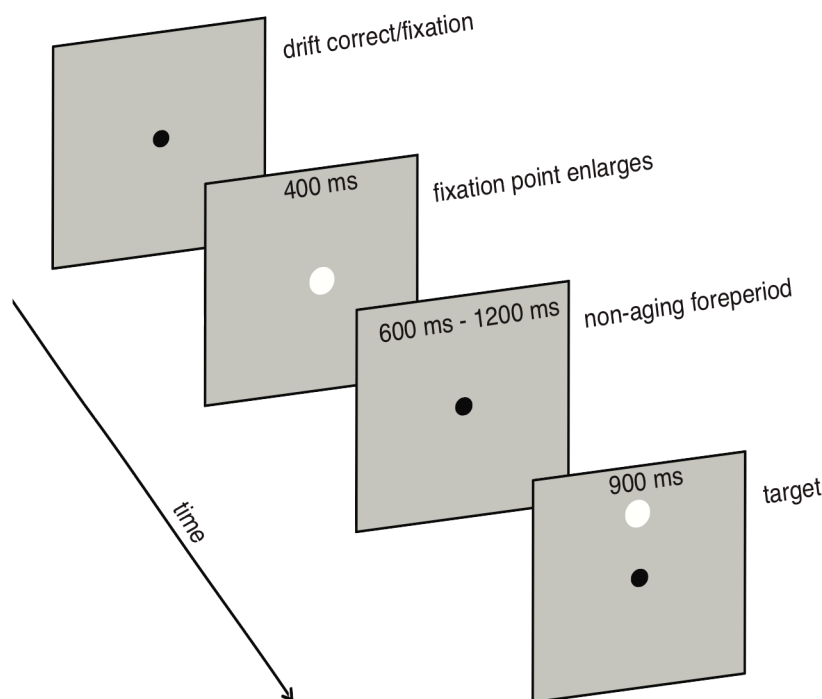 drift correct/fixation
400 ms
fixation point enlarges
600 ms - 1200 ms
non-aging foreperiod
900 ms
target
time